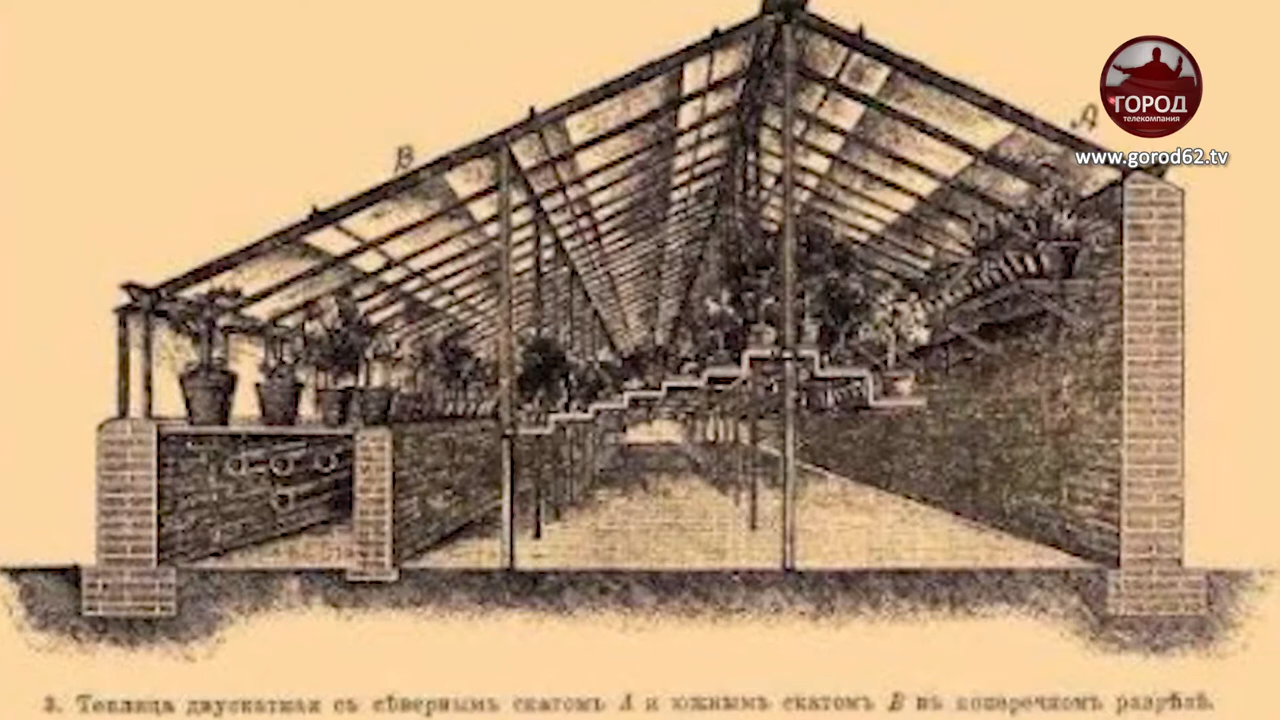 ГОРОД
телекомпания
www.gorod62.tv
A
B
3. Теплица двускатная съ сѣвернымъ скатомъ A и южнымъ скатомъ B въ поперечномъ разрѣзѣ.